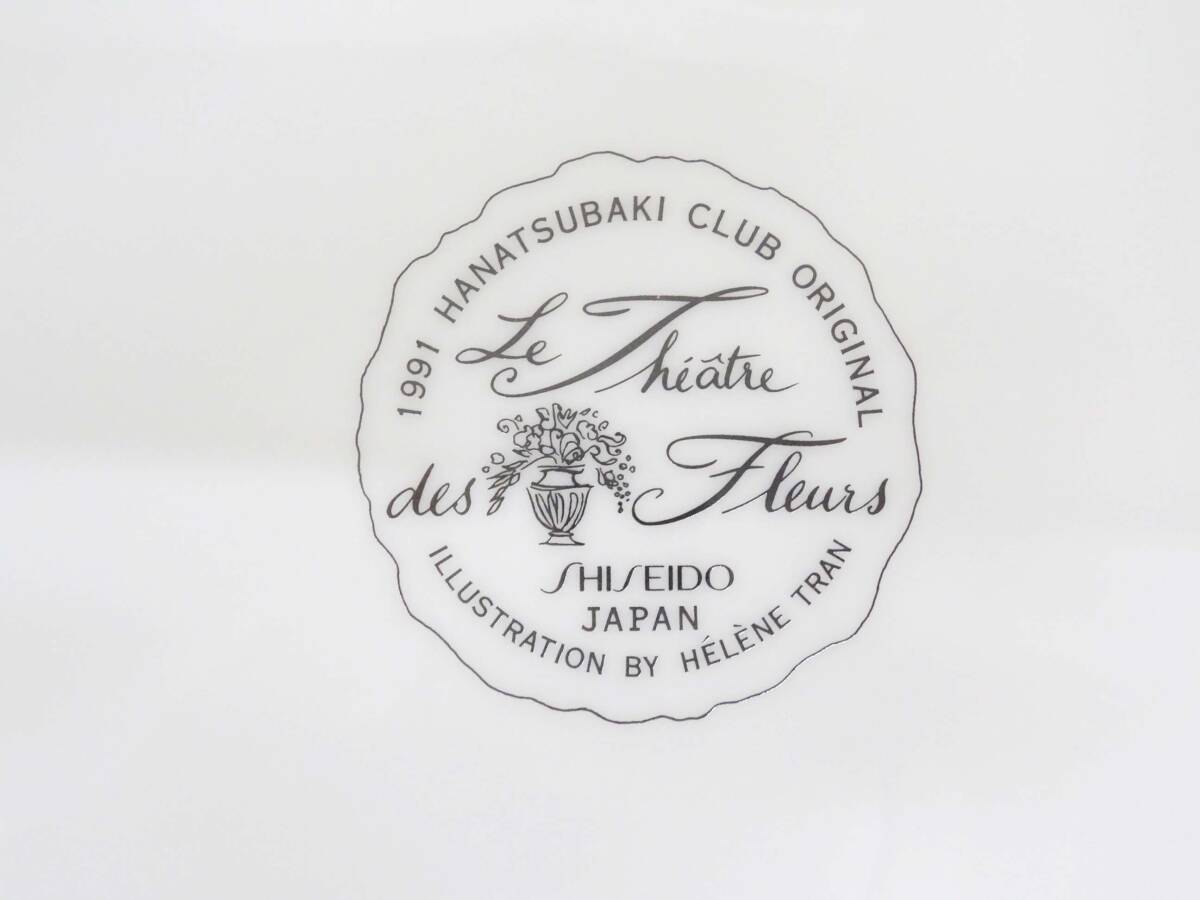 1991 HANATSUBAKI CLUB ORIGINAL
Le Théâtre
des Fleurs
SHISEIDO
JAPAN
ILLUSTRATION BY HÉLÈNE TRAN